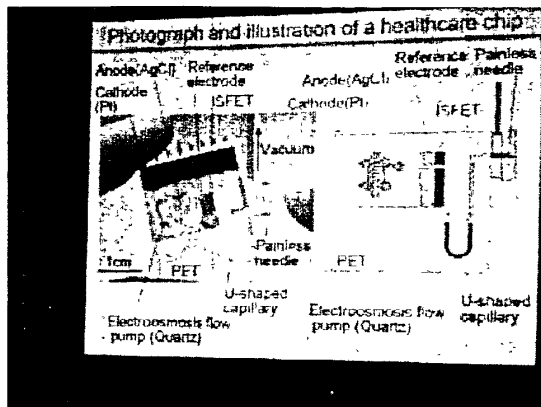 Photograph and illustration of a healthcare chip
Anode(AgCl)
Reference
electrode
Cathode
(Pt)
ISFET
Vacuum
Painless
needle
1cm
PET
U-shaped
capillary
Electroosmosis flow
pump (Quartz)
Reference
electrode
Painless
needle
Anode(AgCl)
Cathode(Pt)
ISFET
PET
U-shaped
capillary
Electroosmosis flow
pump (Quartz)